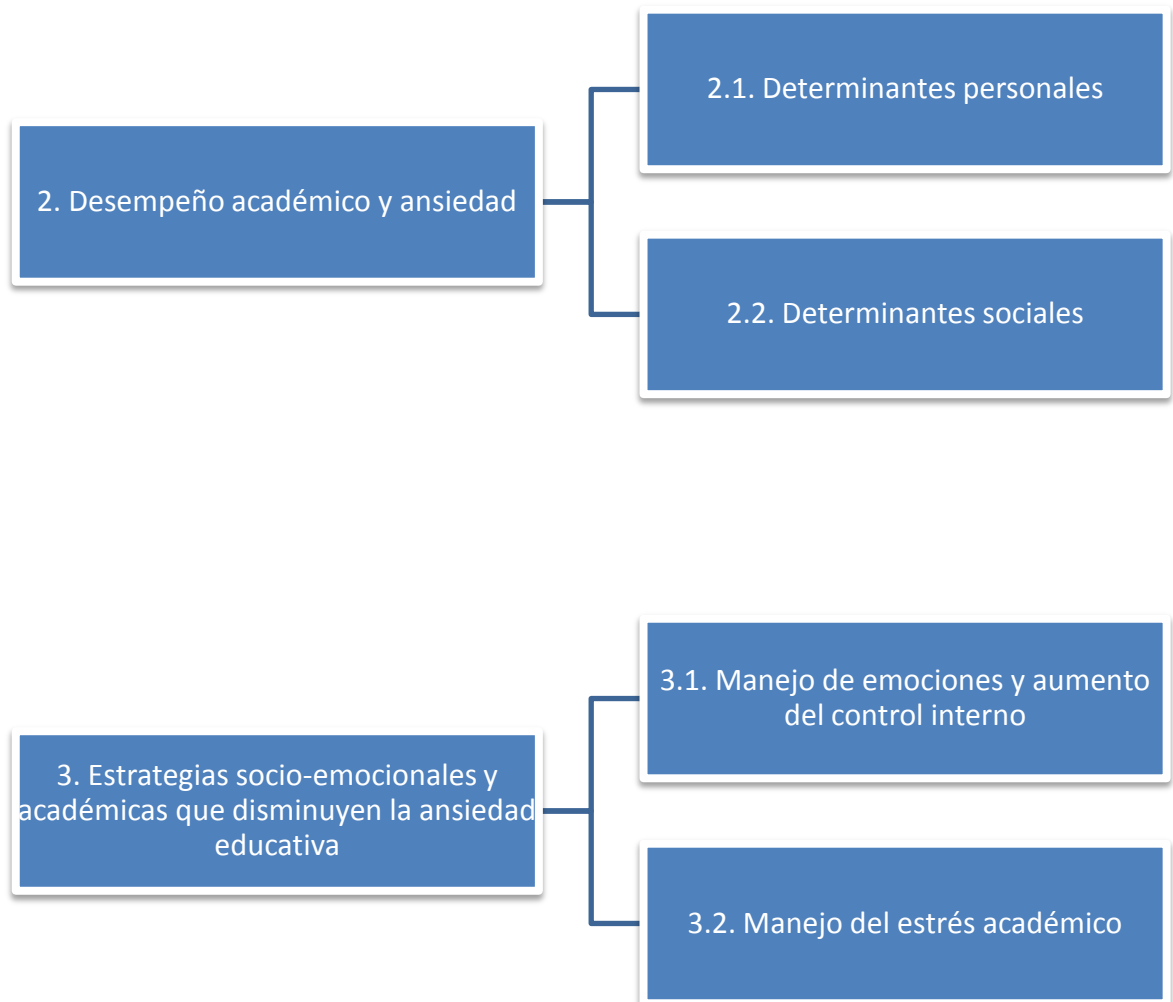 2. Desempeño académico y ansiedad
2.1. Determinantes personales
2.2. Determinantes sociales
3. Estrategias socio-emocionales y
académicas que disminuyen la ansiedad
educativa
3.1. Manejo de emociones y aumento
del control interno
3.2. Manejo del estrés académico